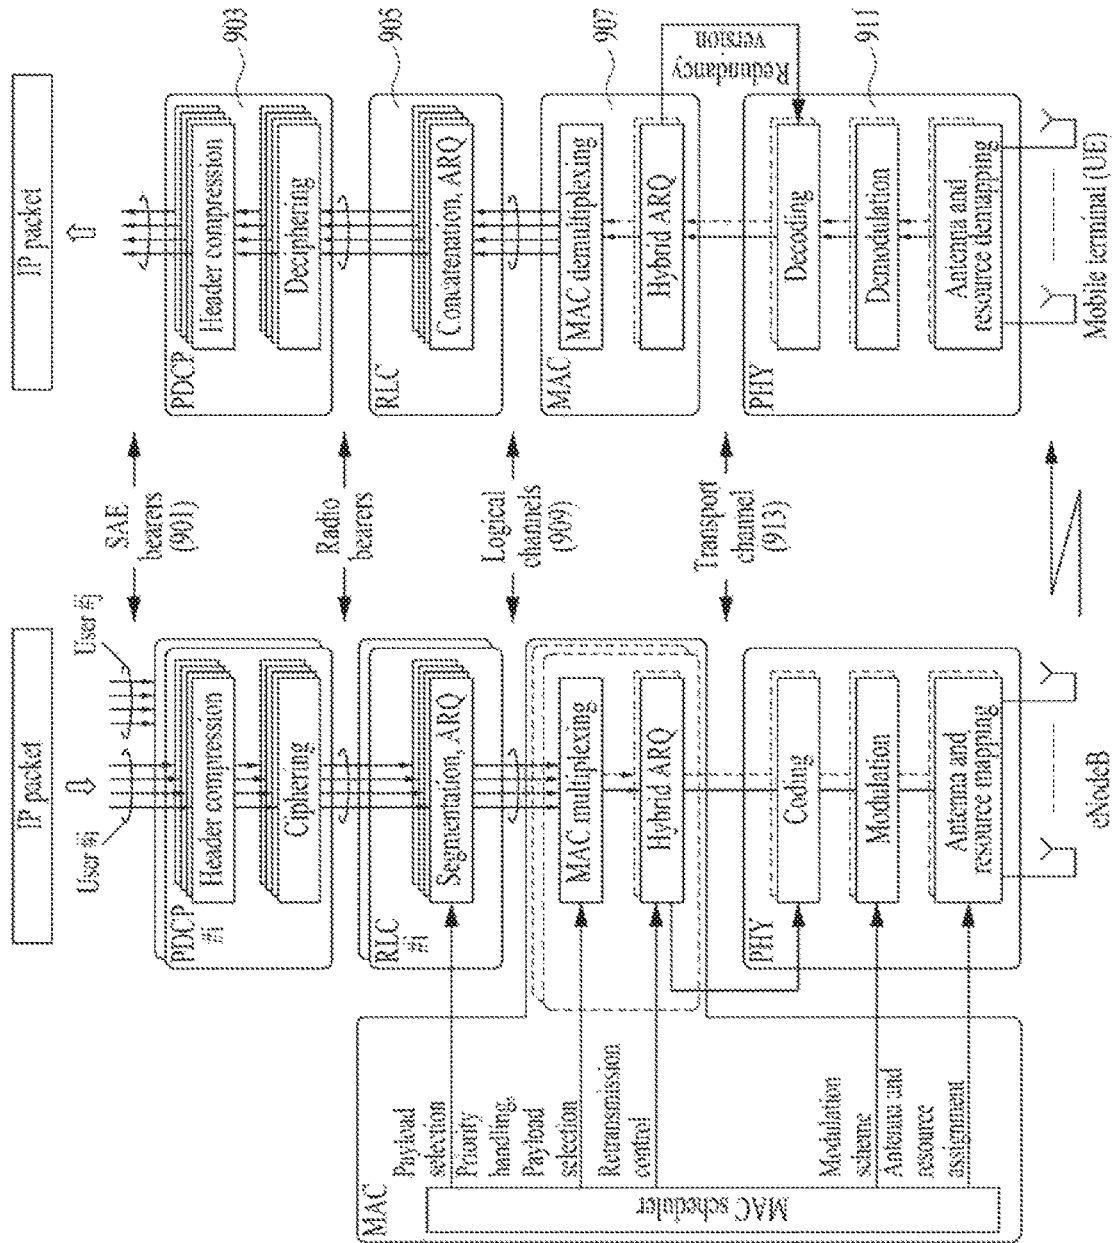 IP packet
User #i
User #j
SAE
bearers
(901)
IP packet
PDCP
#i
Header compression
Ciphering
Radio
bearers
PDCP
Header compression
Deciphering
903
MAC
MAC scheduler
Payload
selection
Priority
handling,
Payload
selection
Retransmission
control
Modulation
scheme
Antenna and
resource
assignment
RLC
#i
Segmentation, ARQ
Logical
channels
(909)
RLC
Concatenation, ARQ
905
MAC multiplexing
Hybrid ARQ
Transport
channel
(913)
MAC
MAC demultiplexing
Hybrid ARQ
907
Redundancy
version
PHY
Coding
Modulation
Antenna and
resource mapping
PHY
Decoding
Demodulation
Antenna and
resource demapping
911
eNodeB
Mobile terminal (UE)